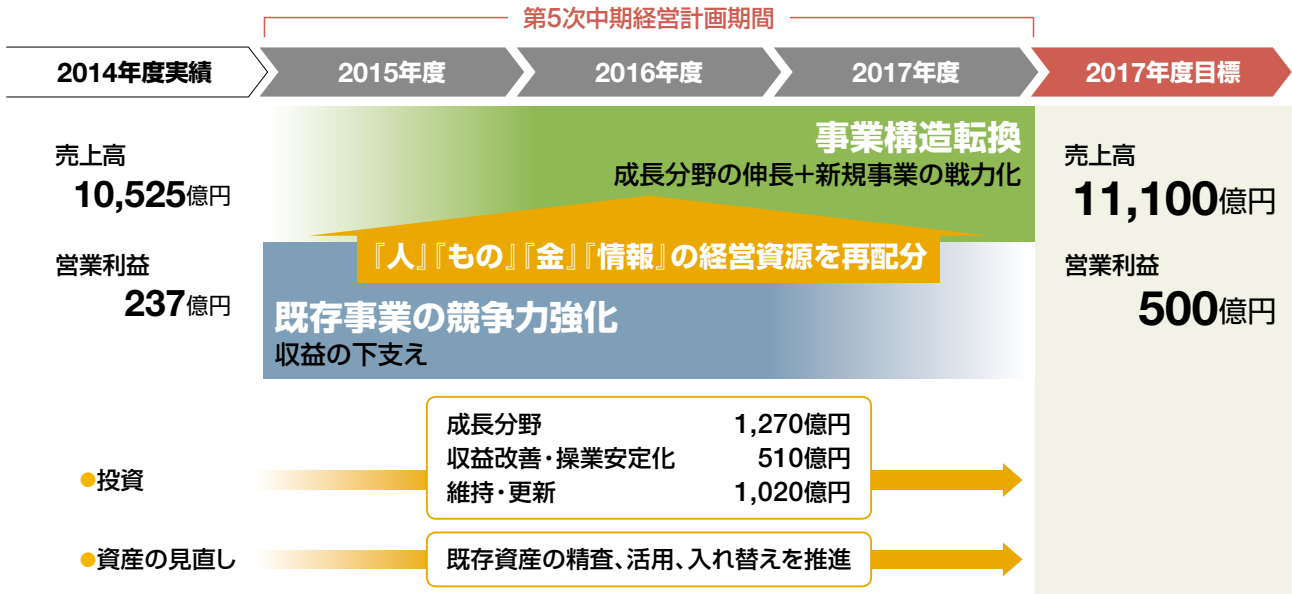 第5次中期経営計画期間
2014年度実績
2015年度
2016年度
2017年度
2017年度目標
売上高
10,525億円
営業利益
237億円
事業構造転換
成長分野の伸長＋新規事業の戦力化
『人』『もの』『金』『情報』の経営資源を再配分
既存事業の競争力強化
収益の下支え
売上高
11,100億円
営業利益
500億円
●投資
成長分野 1,270億円
収益改善・操業安定化 510億円
維持・更新 1,020億円
●資産の見直し
既存資産の精査、活用、入れ替えを推進